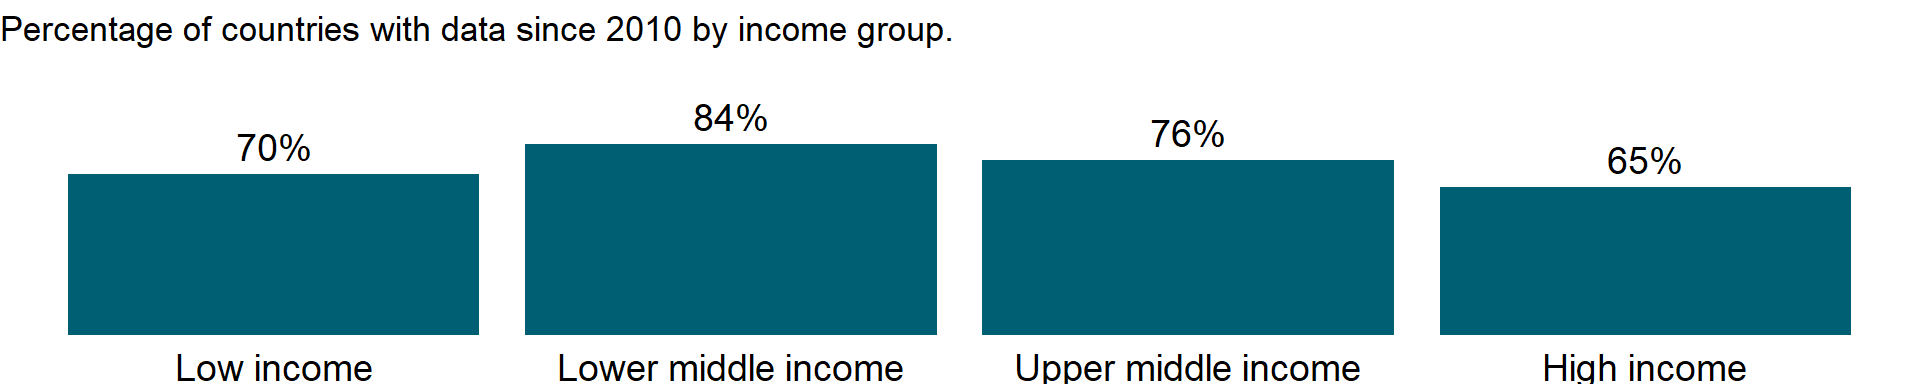 Percentage of countries with data since 2010 by income group.
70%
84%
76%
65%
Low income
Lower middle income
Upper middle income
High income